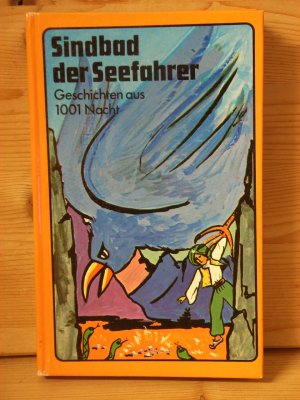 Sindbad
der Seefahrer
Geschichten aus
1001 Nacht